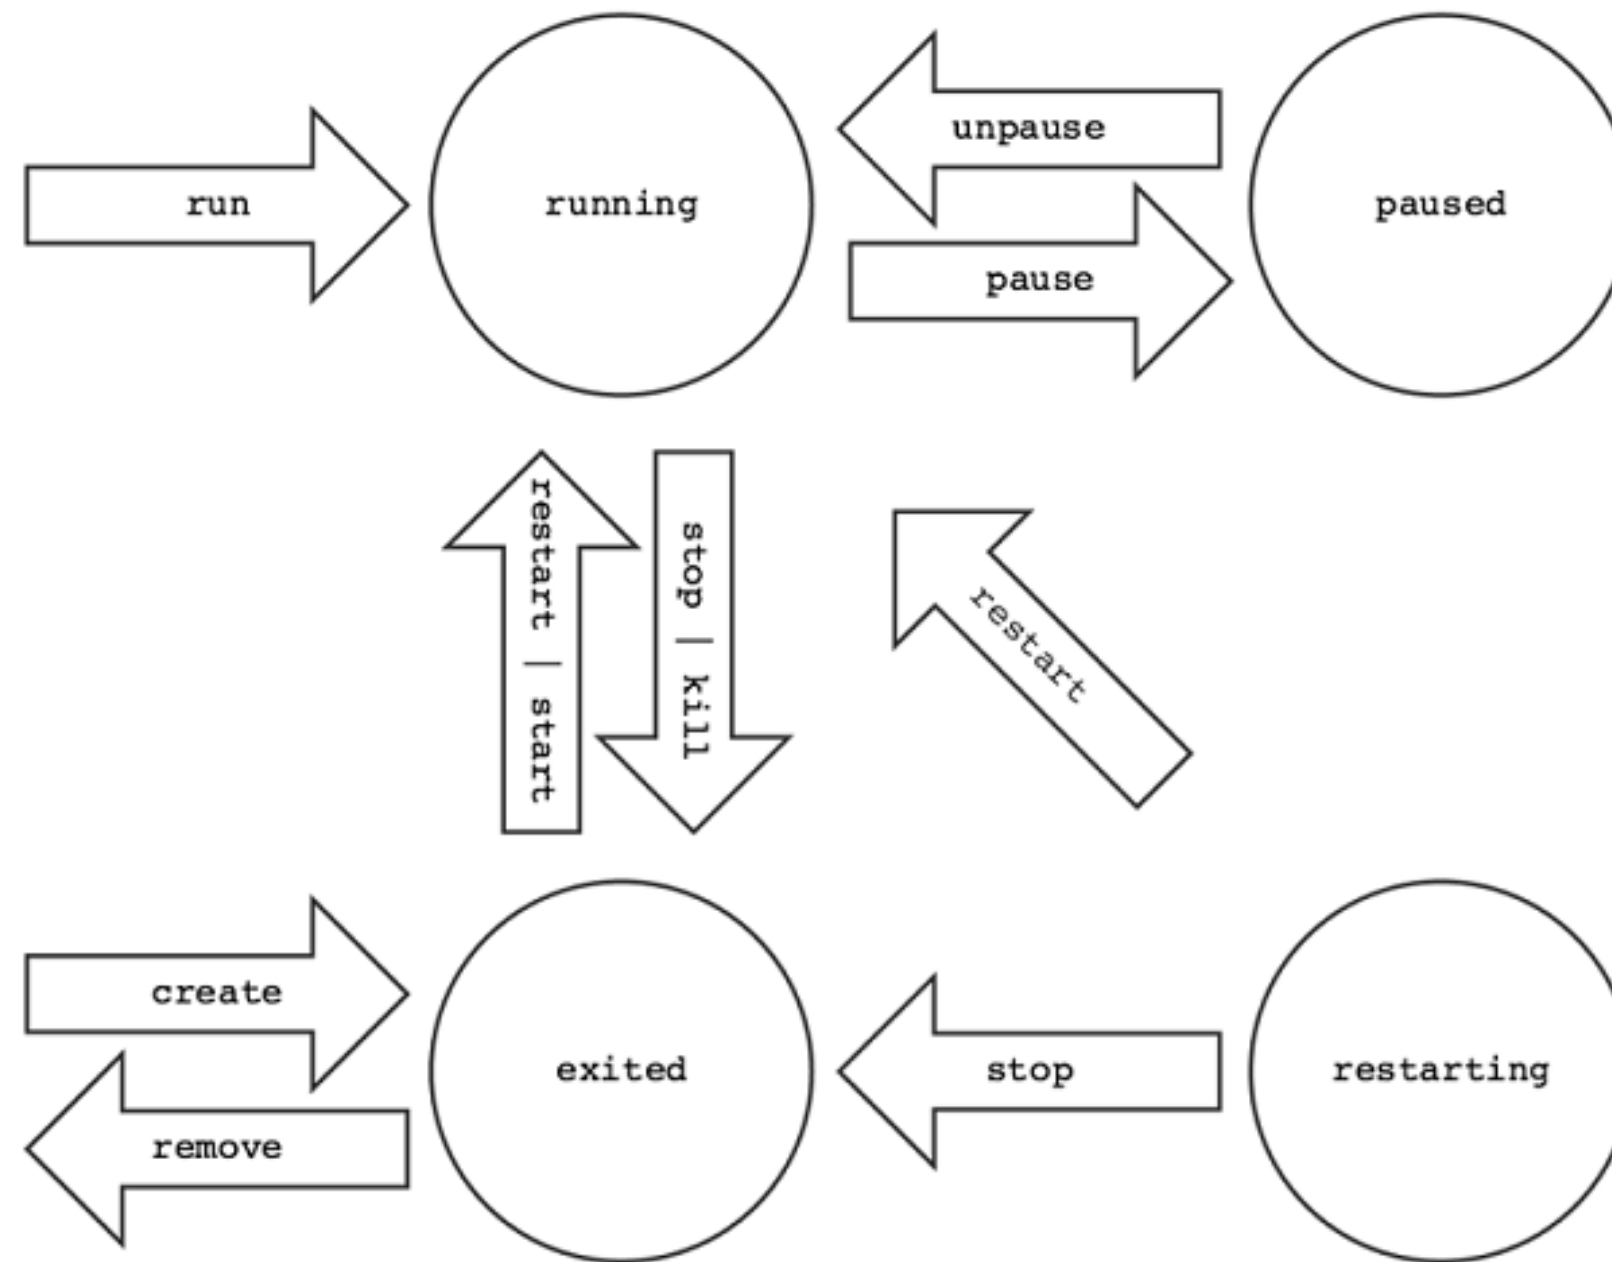 run
running
unpause
pause
paused
restart | start
stop | kill
restart
create
remove
exited
stop
restarting